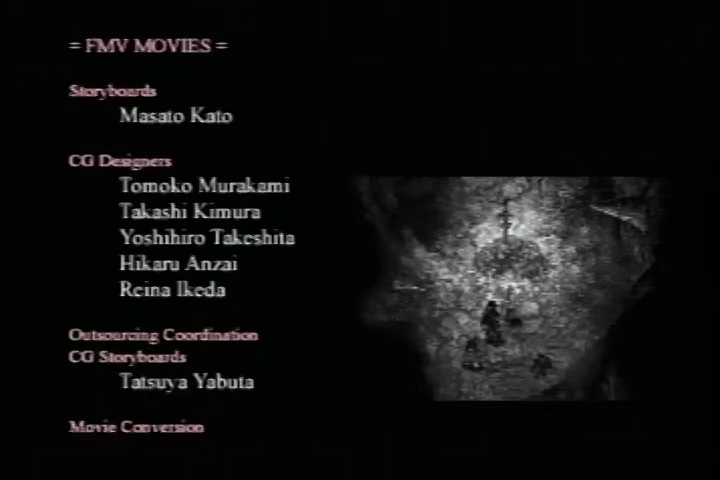 = FMV MOVIES =
Storyboards
Masato Kato
CG Designers
Tomoko Murakami
Takashi Kimura
Yoshihiro Takeshita
Hikaru Anzai
Reina Ikeda
Outsourcing Coordination
CG Storyboards
Tatsuya Yabuta
Movie Conversion